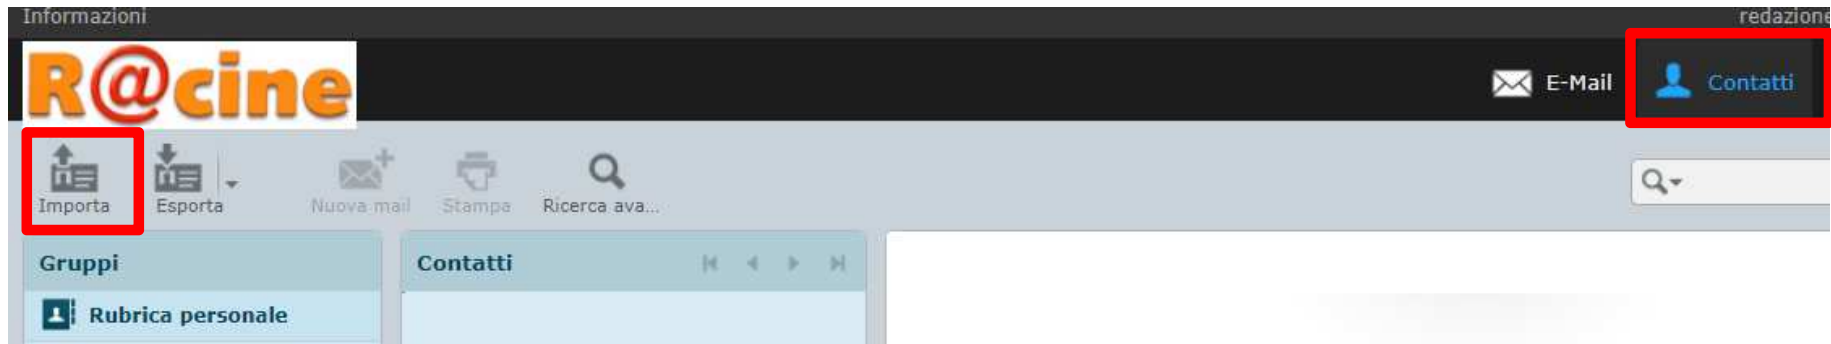 Informazioni redazione
R@cine
E-Mail Contatti
Importa Esporta Nuova mail Stampa Ricerca ava...
Gruppi Contatti
Rubrica personale